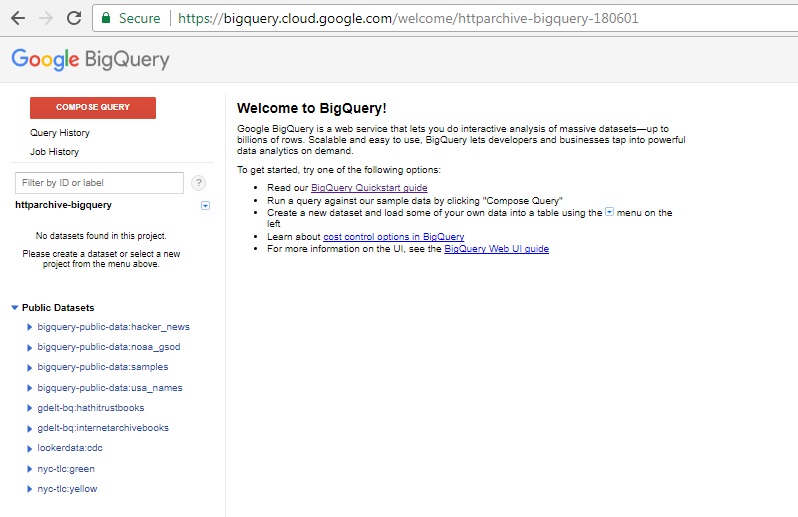 Secure https://bigquery.cloud.google.com/welcome/httparchive-bigquery-180601
Google BigQuery
COMPOSE QUERY
Query History
Job History
Filter by ID or label ?
httparchive-bigquery
No datasets found in this project.
Please create a dataset or select a new
project from the menu above.
Public Datasets
bigquery-public-data:hacker_news
bigquery-public-data:noaa_gsod
bigquery-public-data:samples
bigquery-public-data:usa_names
gdelt-bq:hathitrustbooks
gdelt-bq:internetarchivebooks
lookerdata:cdc
nyc-tlc:green
nyc-tlc:yellow
Welcome to BigQuery!
Google BigQuery is a web service that lets you do interactive analysis of massive datasets—up to
billions of rows. Scalable and easy to use, BigQuery lets developers and businesses tap into powerful
data analytics on demand.
To get started, try one of the following options:
• Read our BigQuery Quickstart guide
• Run a query against our sample data by clicking "Compose Query"
• Create a new dataset and load some of your own data into a table using the menu on the
left
• Learn about cost control options in BigQuery
• For more information on the UI, see the BigQuery Web UI guide